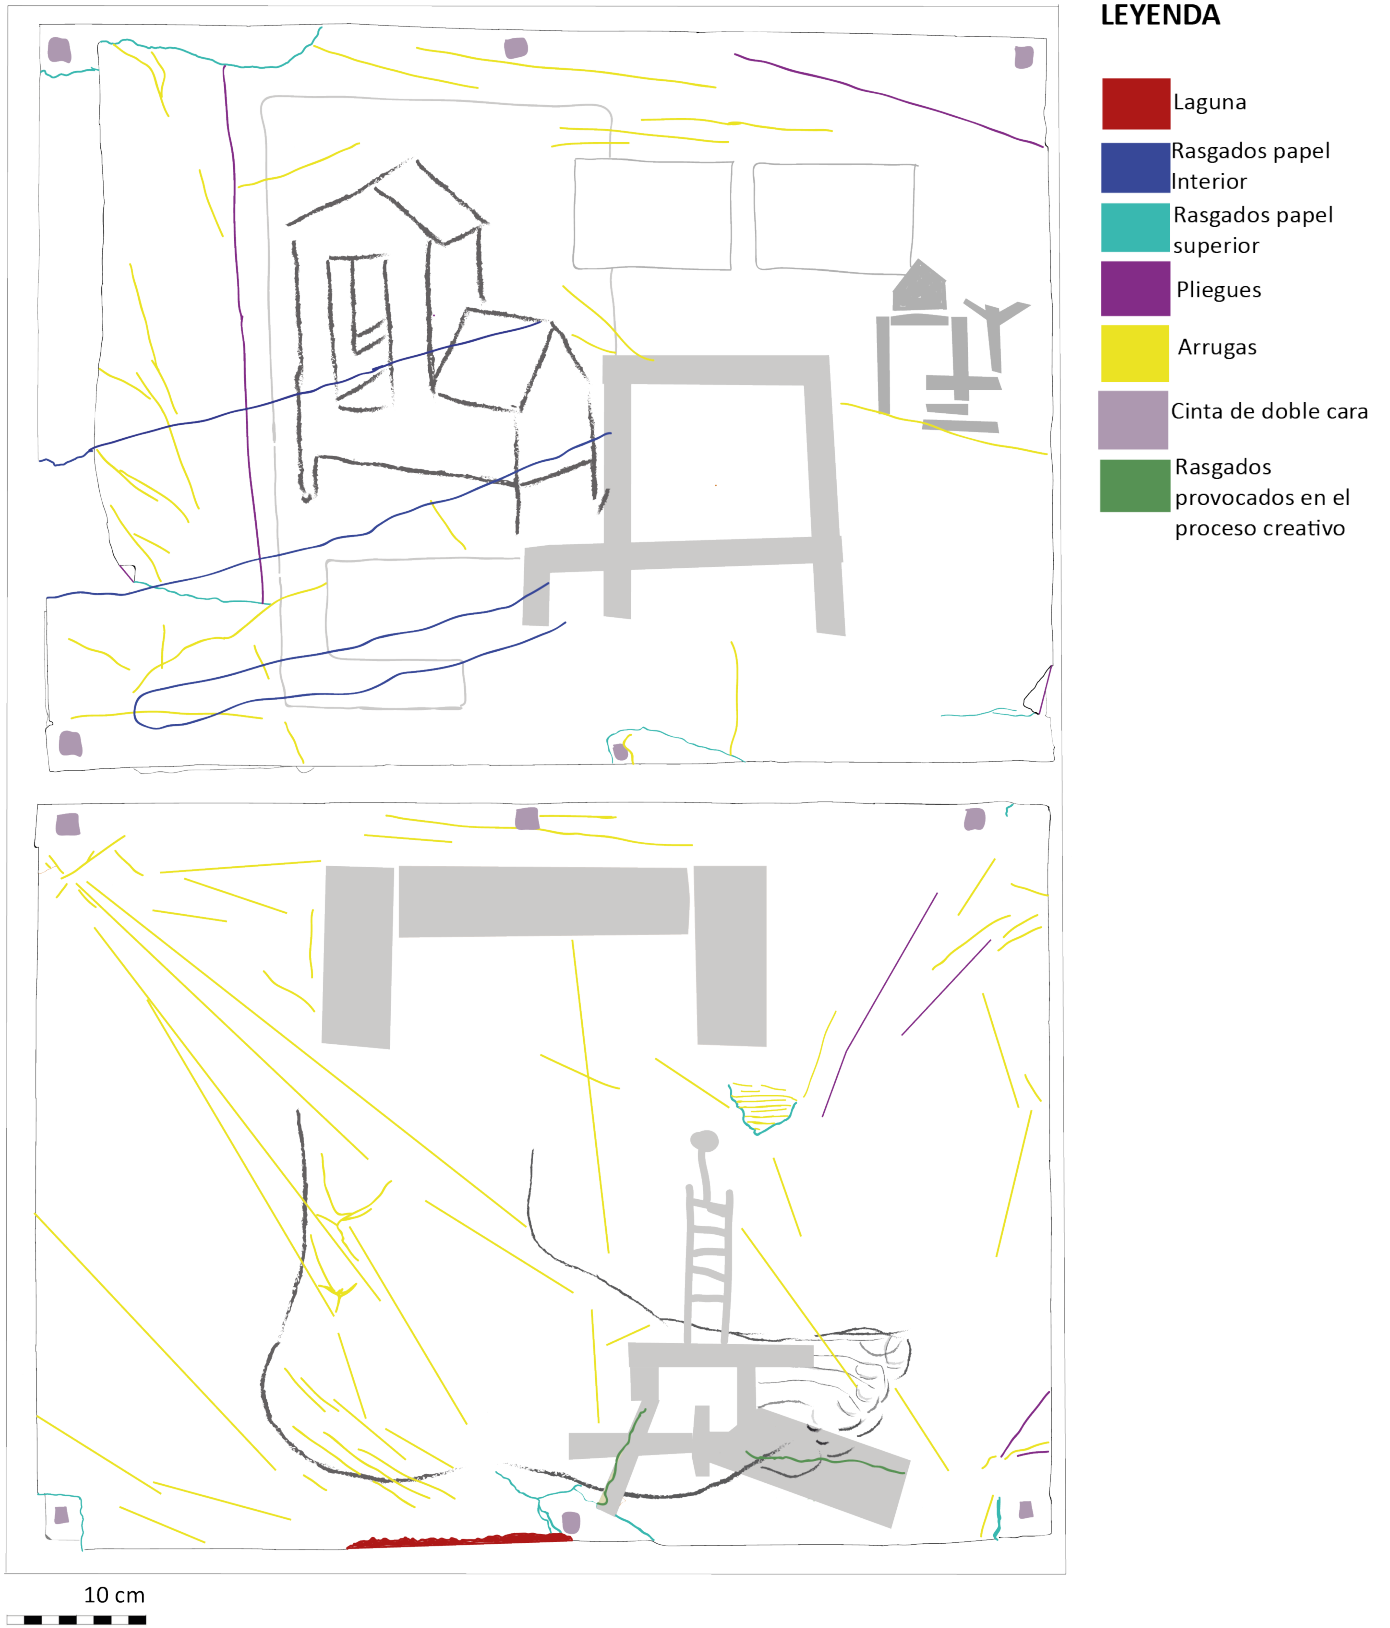 LEYENDA
Laguna
Rasgados papel
Interior
Rasgados papel
superior
Pliegues
Arrugas
Cinta de doble cara
Rasgados
provocados en el
proceso creativo
10 cm